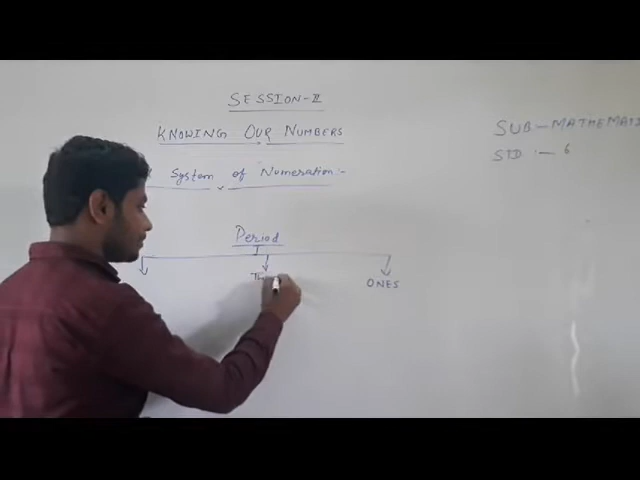 SESSION-II
KNOWING OUR NUMBERS
SUB-MATHEMATI
STD :- 6
System of Numeration:-
Period
ONES